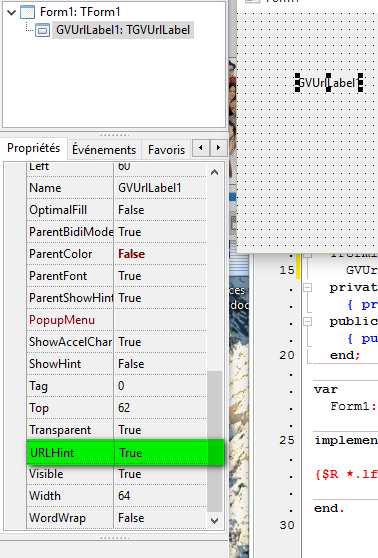 Form1: TForm1
GVUrlLabel1: TGVUrlLabel
Propriétés Événements Favoris
Left 60
Name GVUrlLabel1
OptimalFill False
ParentBidiMode True
ParentColor False
ParentFont True
ParentShowHint True
PopupMenu
ShowAccelChar True
ShowHint False
Tag 0
Top 62
Transparent True
URLHint True
Visible True
Width 64
WordWrap False
GVUrlLabel1
15 GVUr
. privat
. { pr
. public
. { pu
20 end;
.
. var
. Form1:
.
25 implemen
.
. {$R *.lf
.
. end.
30